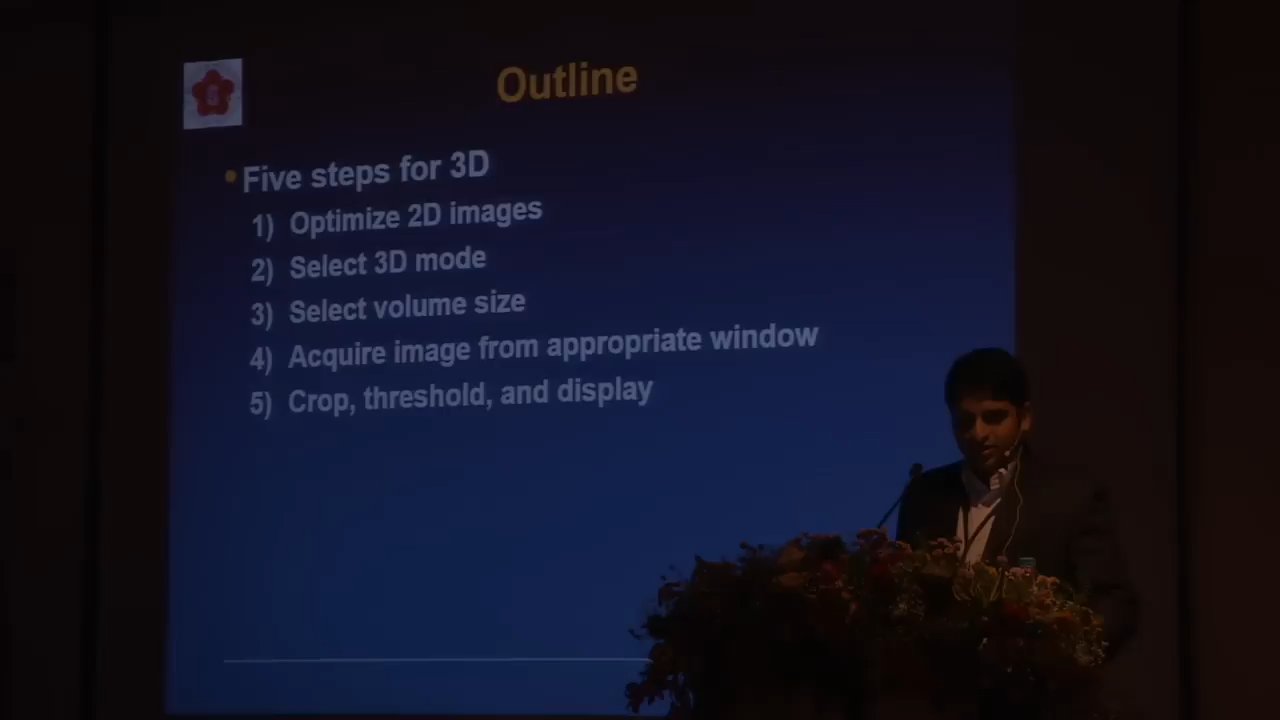 Outline
• Five steps for 3D
1) Optimize 2D images
2) Select 3D mode
3) Select volume size
4) Acquire image from appropriate window
5) Crop, threshold, and display